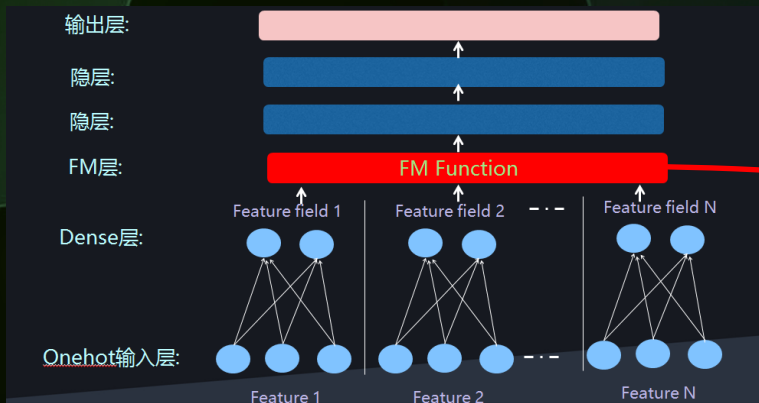 输出层:
隐层:
隐层:
FM层: FM Function
Feature field 1 Feature field 2 Feature field N
Dense层:
Onehot输入层:
Feature 1 Feature 2 Feature N